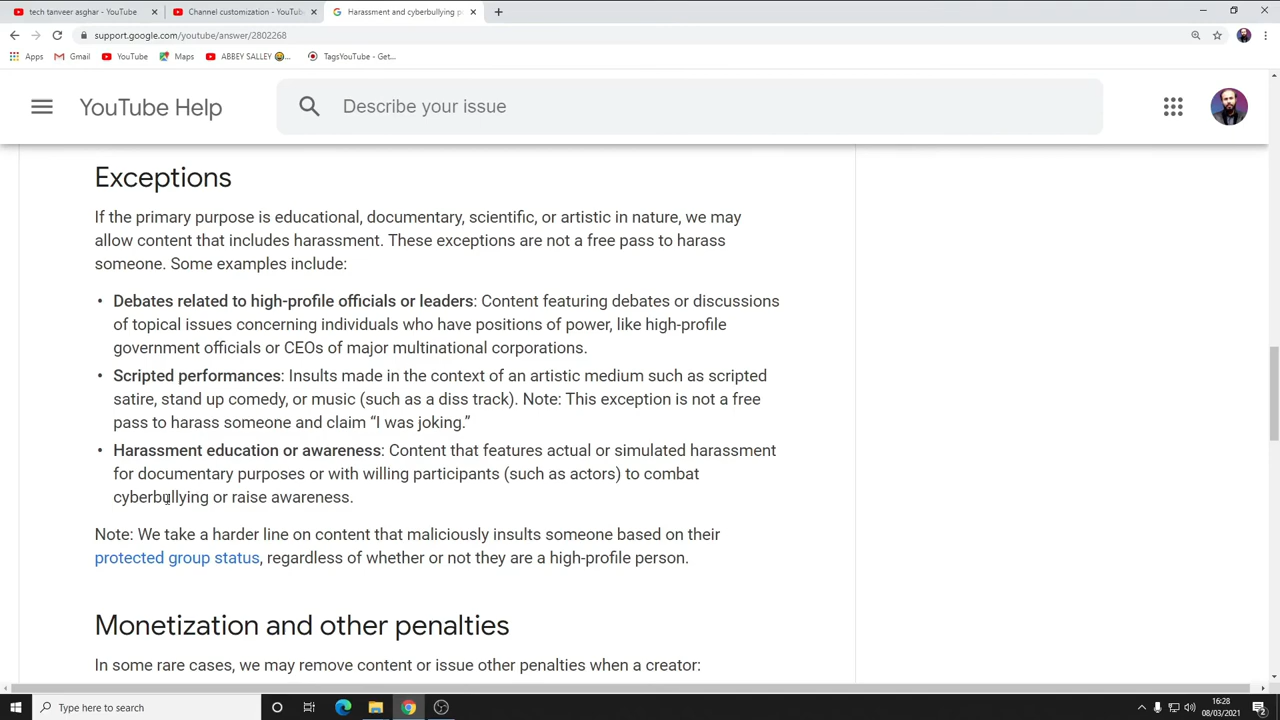 tech tanveer asghar - YouTube
Channel customization - YouTub
Harassment and cyberbullying p
support.google.com/youtube/answer/2802268
Apps
Gmail
YouTube
Maps
ABBEY SALLEY
TagsYouTube - Get...
YouTube Help
Describe your issue
Exceptions
If the primary purpose is educational, documentary, scientific, or artistic in nature, we may
allow content that includes harassment. These exceptions are not a free pass to harass
someone. Some examples include:
• Debates related to high-profile officials or leaders: Content featuring debates or discussions
of topical issues concerning individuals who have positions of power, like high-profile
government officials or CEOs of major multinational corporations.
• Scripted performances: Insults made in the context of an artistic medium such as scripted
satire, stand up comedy, or music (such as a diss track). Note: This exception is not a free
pass to harass someone and claim “I was joking.”
• Harassment education or awareness: Content that features actual or simulated harassment
for documentary purposes or with willing participants (such as actors) to combat
cyberbullying or raise awareness.
Note: We take a harder line on content that maliciously insults someone based on their
protected group status, regardless of whether or not they are a high-profile person.
Monetization and other penalties
In some rare cases, we may remove content or issue other penalties when a creator:
Type here to search
16:28
08/03/2021
2